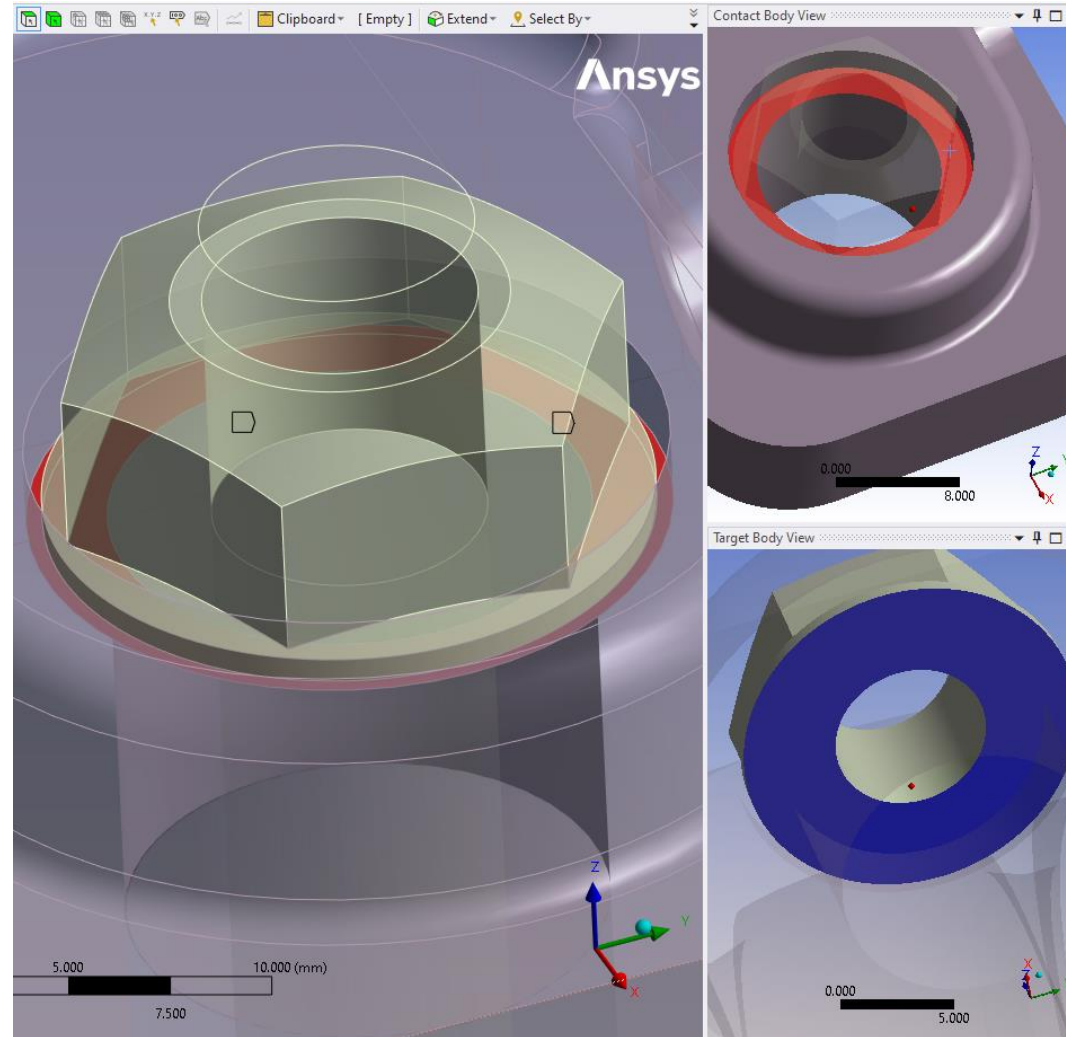 Clipboard [ Empty ] Extend Select By
Ansys
Z
Y
X
5.000 10.000 (mm)
7.500
Contact Body View
0.000
8.000
Z
Y
X
Target Body View
0.000
5.000
X
Z